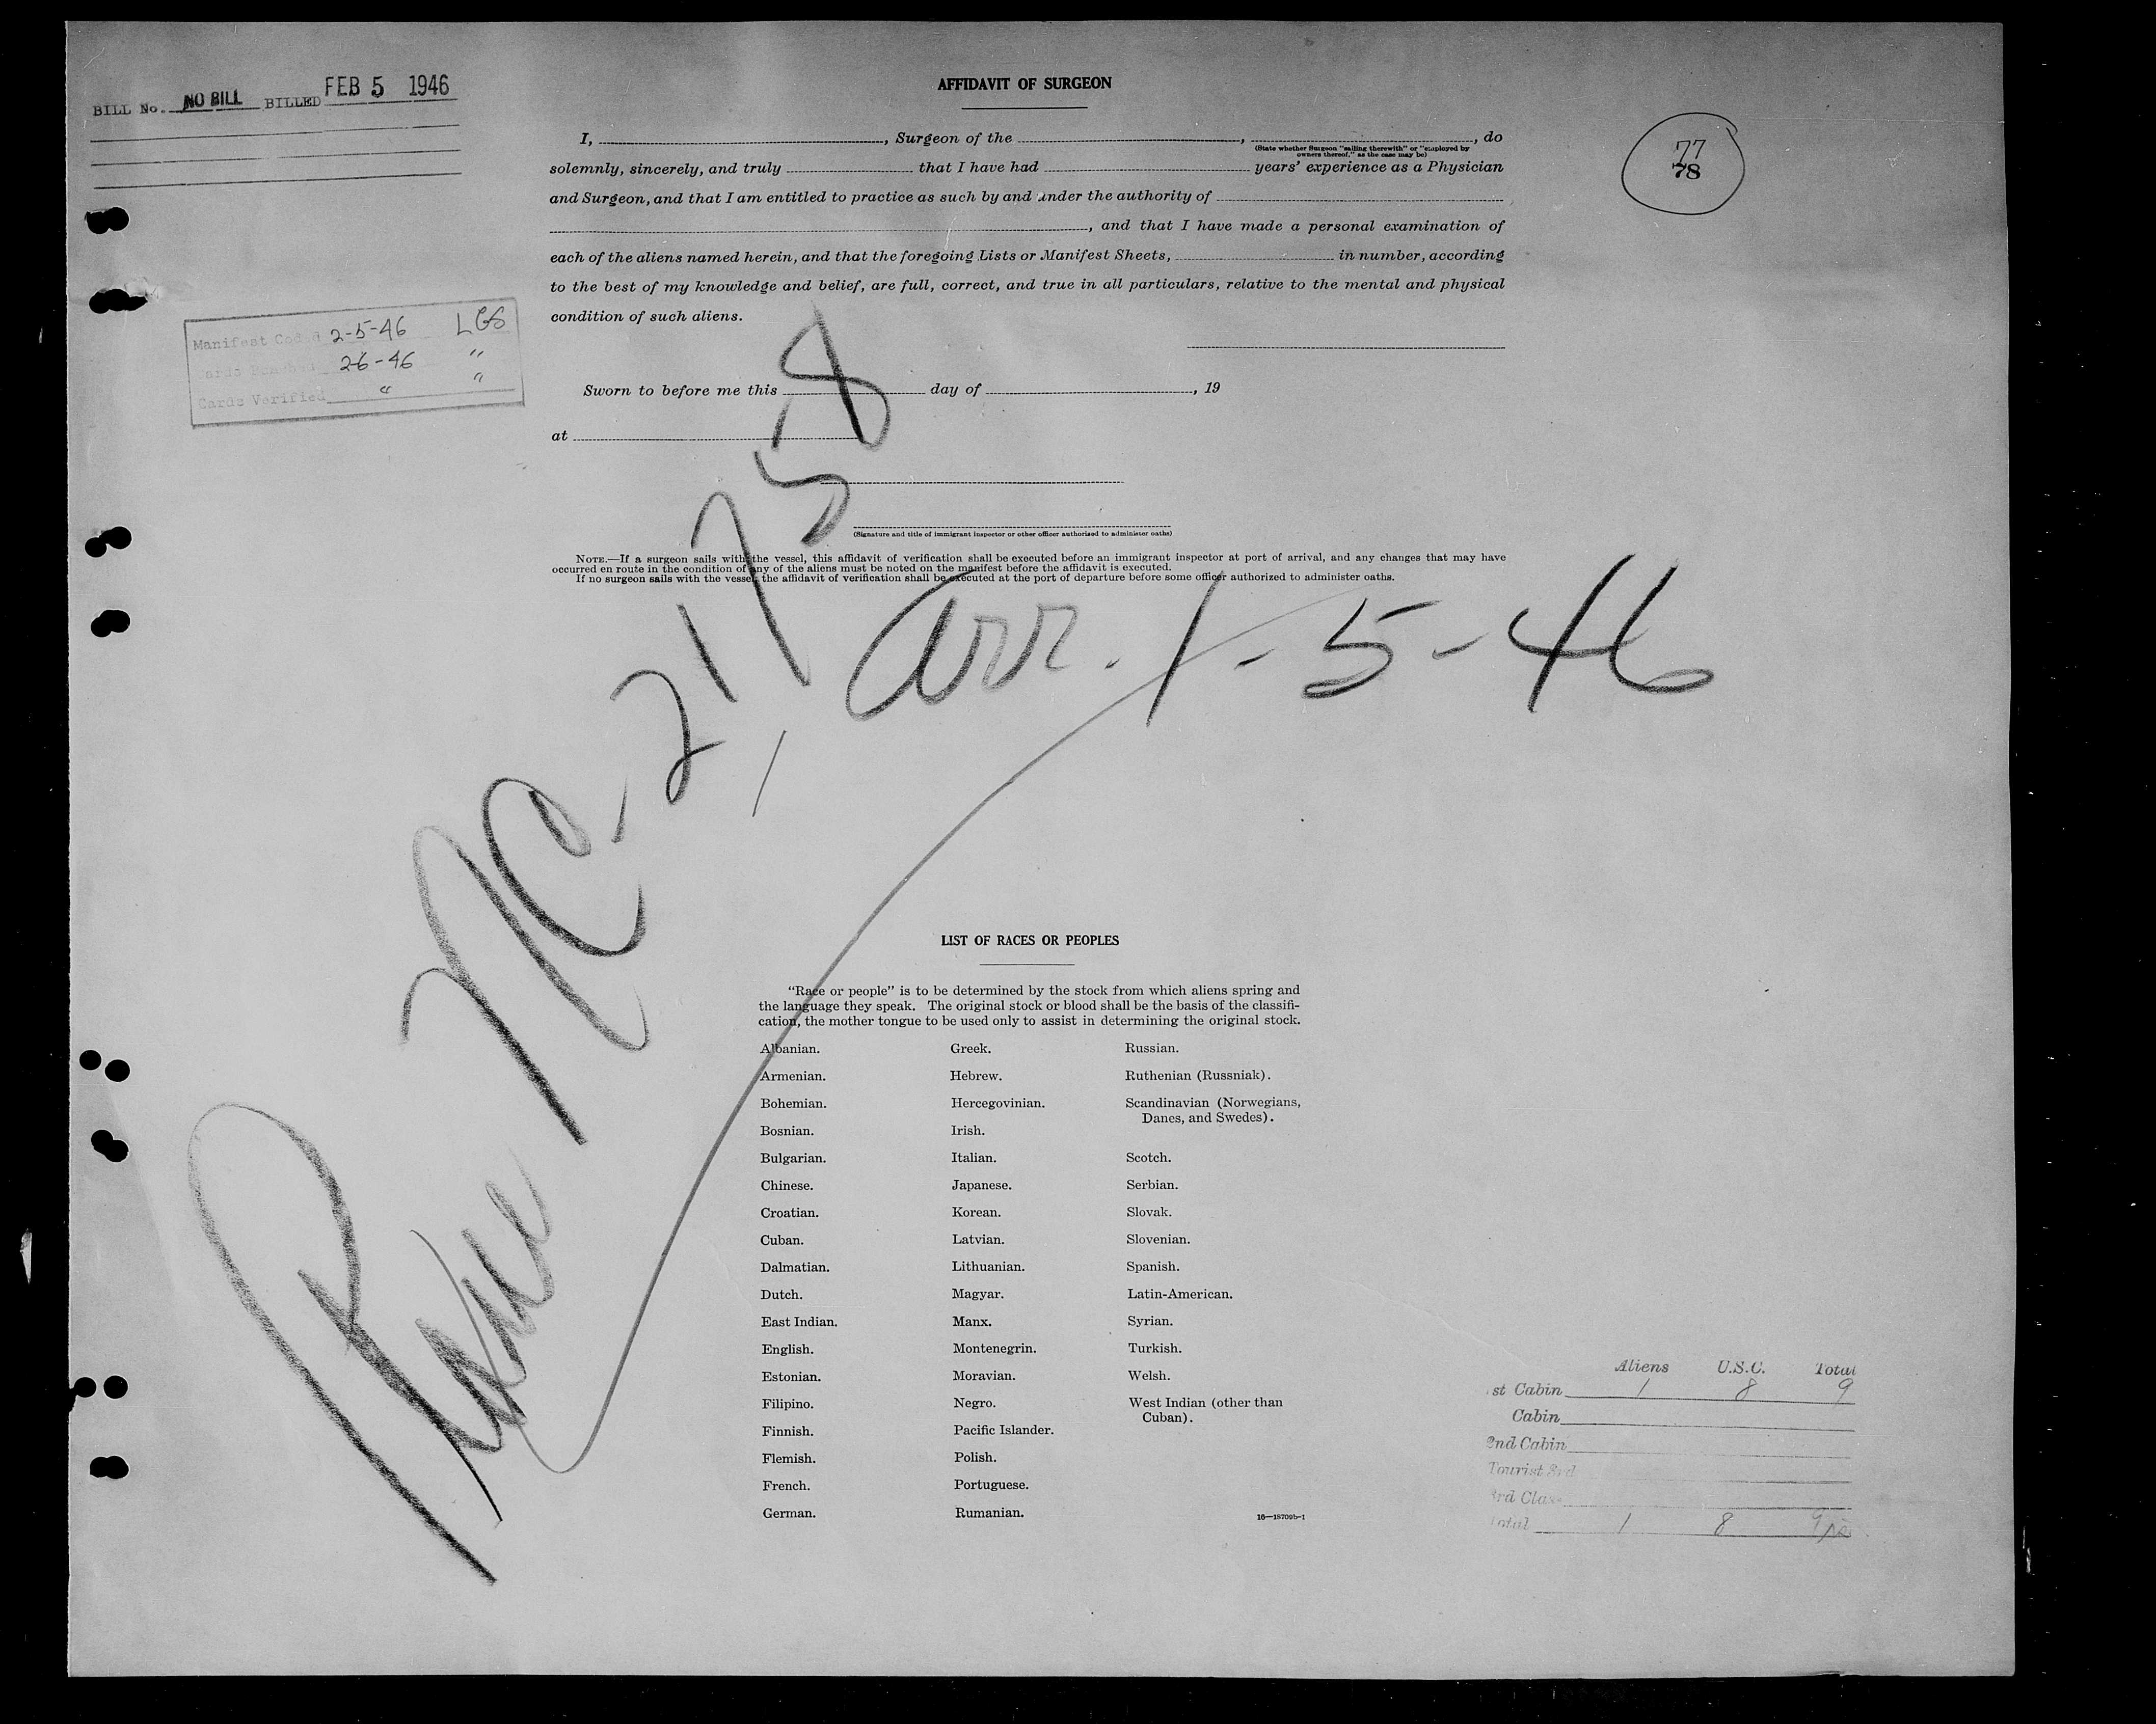 BILL No. NO BILL BILLED FEB 5 1946
AFFIDAVIT OF SURGEON
77
78
I, , Surgeon of the , , do
(State whether Surgeon "sailing therewith" or "employed by
owners thereof," as the case may be)
solemnly, sincerely, and truly that I have had years' experience as a Physician
and Surgeon, and that I am entitled to practice as such by and under the authority of
, and that I have made a personal examination of
each of the aliens named herein, and that the foregoing Lists or Manifest Sheets, in number, according
to the best of my knowledge and belief, are full, correct, and true in all particulars, relative to the mental and physical
condition of such aliens.
Manifest Coded 2-5-46 LGS
Cards 2-6-46 "
Cards Verified " "
Sworn to before me this day of , 19
at
(Signature and title of immigrant inspector or other officer authorized to administer oaths)
NOTE.—If a surgeon sails with the vessel, this affidavit of verification shall be executed before an immigrant inspector at port of arrival, and any changes that may have
occurred en route in the condition of any of the aliens must be noted on the manifest before the affidavit is executed.
If no surgeon sails with the vessel, the affidavit of verification shall be executed at the port of departure before some officer authorized to administer oaths.
Plane NC-21758, arr. 1-5-46
LIST OF RACES OR PEOPLES
"Race or people" is to be determined by the stock from which aliens spring and
the language they speak. The original stock or blood shall be the basis of the classifi-
cation, the mother tongue to be used only to assist in determining the original stock.
Albanian. Greek. Russian.
Armenian. Hebrew. Ruthenian (Russniak).
Bohemian. Hercegovinian. Scandinavian (Norwegians,
Danes, and Swedes).
Bosnian. Irish.
Bulgarian. Italian. Scotch.
Chinese. Japanese. Serbian.
Croatian. Korean. Slovak.
Cuban. Latvian. Slovenian.
Dalmatian. Lithuanian. Spanish.
Dutch. Magyar. Latin-American.
East Indian. Manx. Syrian.
English. Montenegrin. Turkish.
Estonian. Moravian. Welsh.
Filipino. Negro. West Indian (other than
Cuban).
Finnish. Pacific Islander.
Flemish. Polish.
French. Portuguese.
German. Rumanian.
16—18709b-1
Aliens U.S.C. Total
1st Cabin 1 8 9
Cabin
2nd Cabin
Tourist 3rd
3rd Class
Total 1 8 9